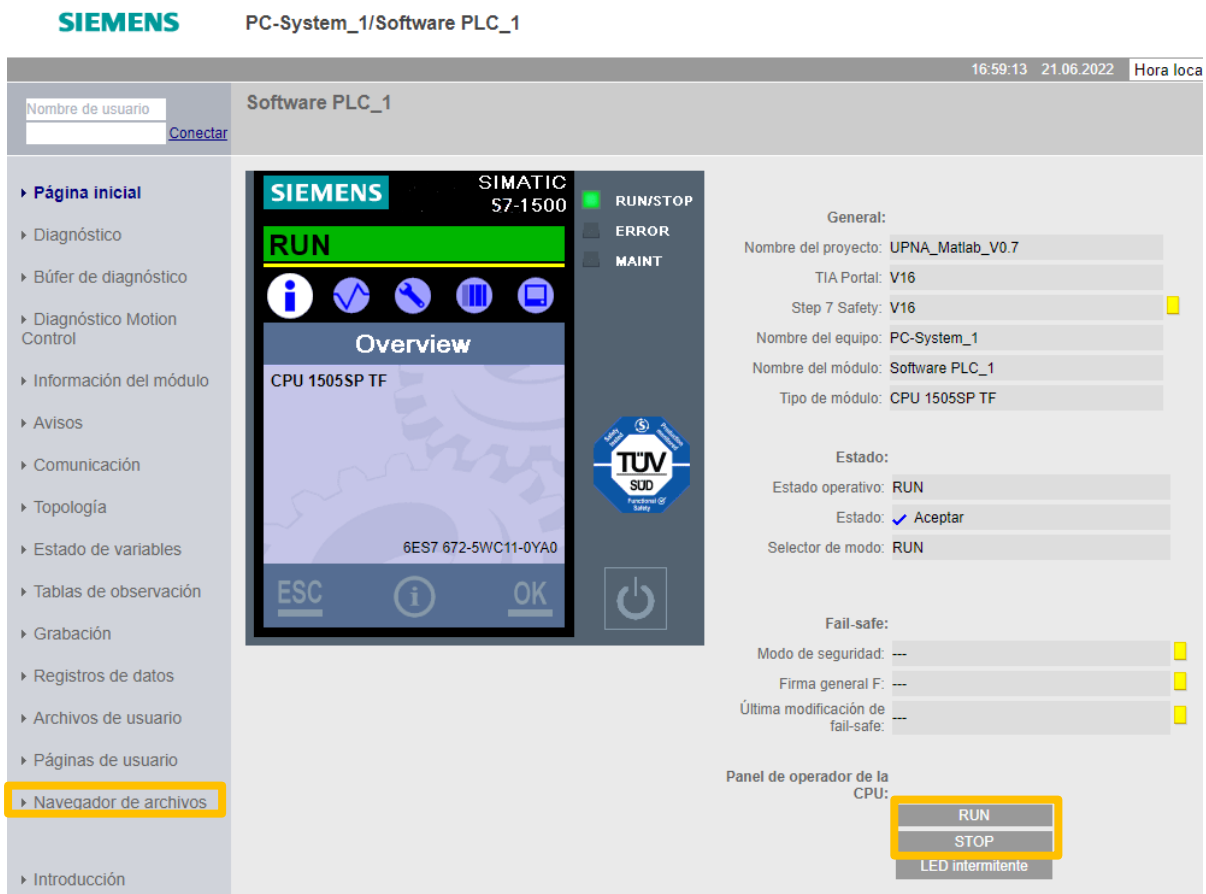 SIEMENS PC-System_1/Software PLC_1
16:59:13 21.06.2022 Hora loca
Nombre de usuario
Conectar
Software PLC_1
Página inicial
Diagnóstico
Búfer de diagnóstico
Diagnóstico Motion
Control
Información del módulo
Avisos
Comunicación
Topología
Estado de variables
Tablas de observación
Grabación
Registros de datos
Archivos de usuario
Páginas de usuario
Navegador de archivos
Introducción
SIEMENS
SIMATIC
S7-1500
RUN
Overview
CPU 1505SP TF
6ES7 672-5WC11-0YA0
ESC
OK
RUN/STOP
ERROR
MAINT
Safety tested
Production monitored
TÜV
SÜD
Functional
Safety
General:
Nombre del proyecto: UPNA_Matlab_V0.7
TIA Portal: V16
Step 7 Safety: V16
Nombre del equipo: PC-System_1
Nombre del módulo: Software PLC_1
Tipo de módulo: CPU 1505SP TF
Estado:
Estado operativo: RUN
Estado: Aceptar
Selector de modo: RUN
Fail-safe:
Modo de seguridad: ---
Firma general F: ---
Última modificación de
fail-safe: ---
Panel de operador de la
CPU:
RUN
STOP
LED intermitente